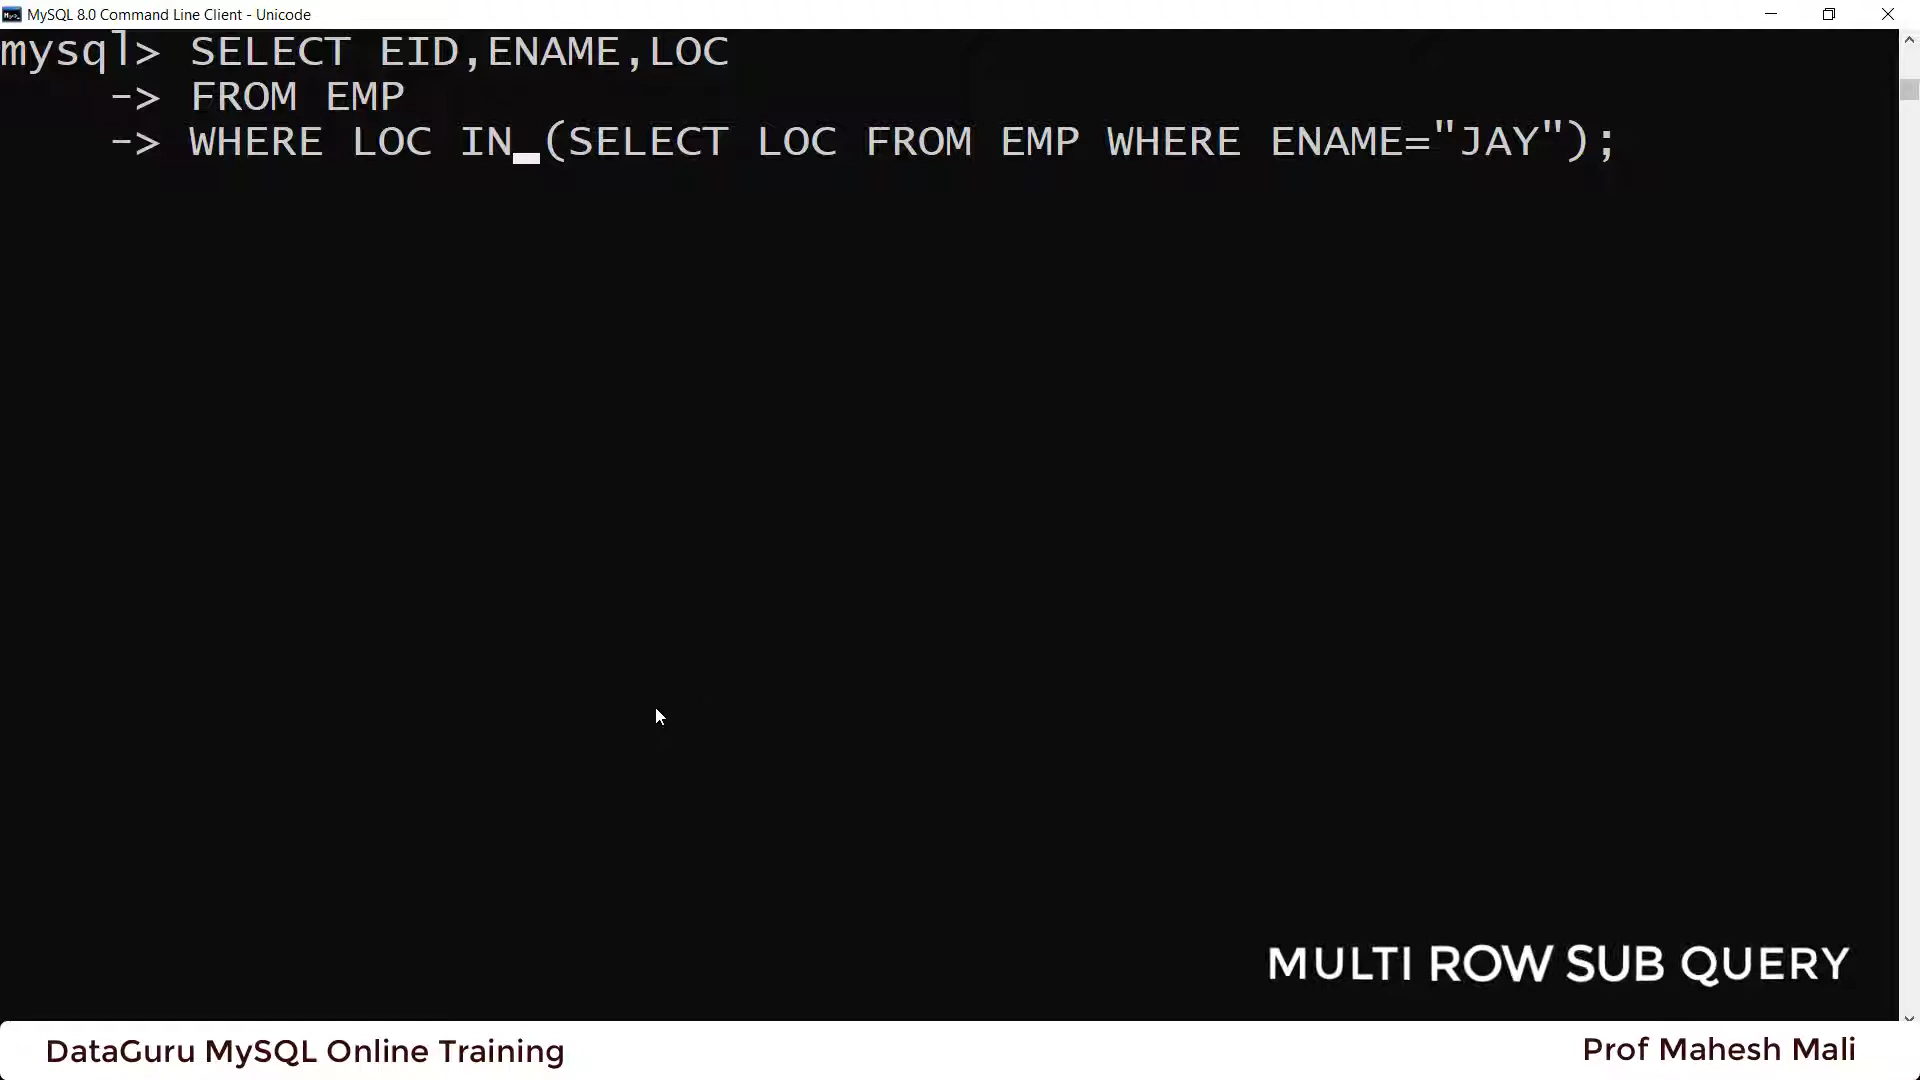 MySQL 8.0 Command Line Client - Unicode
mysql> SELECT EID,ENAME,LOC
-> FROM EMP
-> WHERE LOC IN_(SELECT LOC FROM EMP WHERE ENAME="JAY");
MULTI ROW SUB QUERY
DataGuru MySQL Online Training
Prof Mahesh Mali